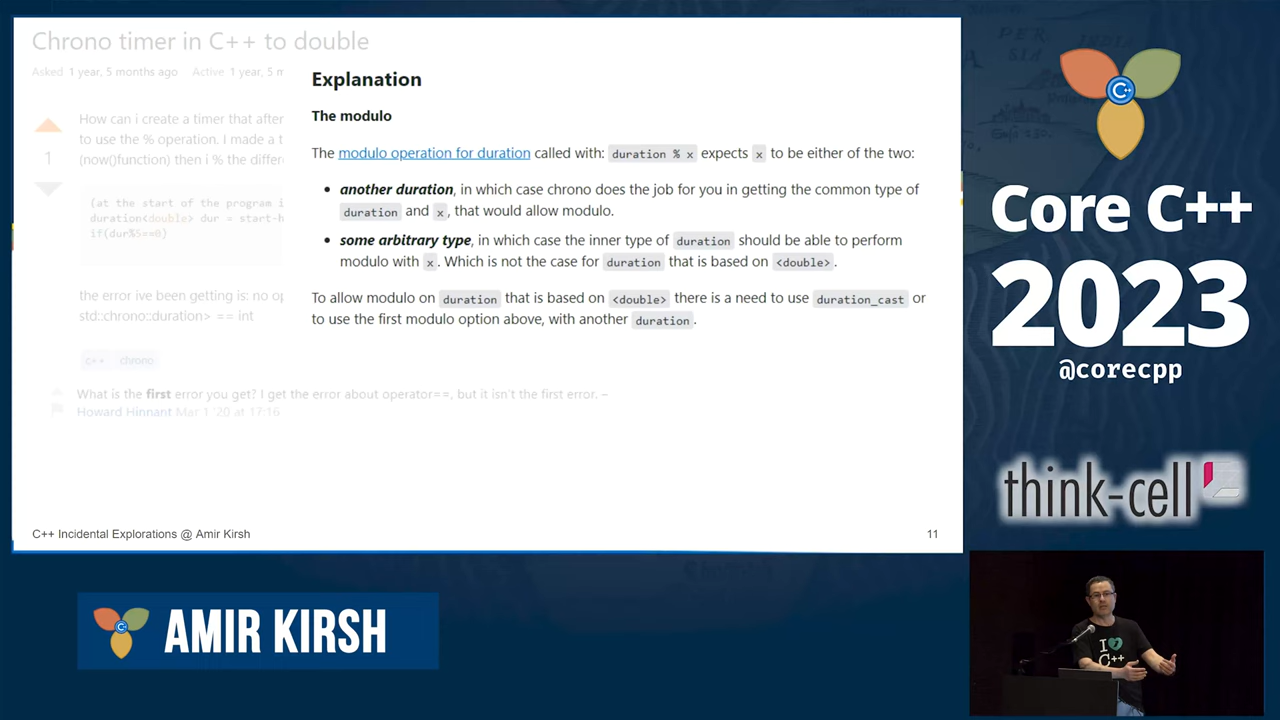 Chrono timer in C++ to double
Asked 1 year, 5 months ago Active 1 year, 5 m
How can i create a timer that after
to use the % operation. I made a t
(now()function) then i % the differe
1
(at the start of the program i
duration<double> dur = start-h
if(dur%5==0)
the error ive been getting is: no op
std::chrono::duration> == int
c++ chrono
What is the first error you get? I get the error about operator==, but it isn't the first error. –
Howard Hinnant Mar 1 '20 at 17:16
Explanation
The modulo
The modulo operation for duration called with: duration % x expects x to be either of the two:
• another duration, in which case chrono does the job for you in getting the common type of
duration and x, that would allow modulo.
• some arbitrary type, in which case the inner type of duration should be able to perform
modulo with x. Which is not the case for duration that is based on <double>.
To allow modulo on duration that is based on <double> there is a need to use duration_cast or
to use the first modulo option above, with another duration.
C++ Incidental Explorations @ Amir Kirsh
11
AMIR KIRSH
C++
Core C++
2023
@corecpp
think-cell
I
C++